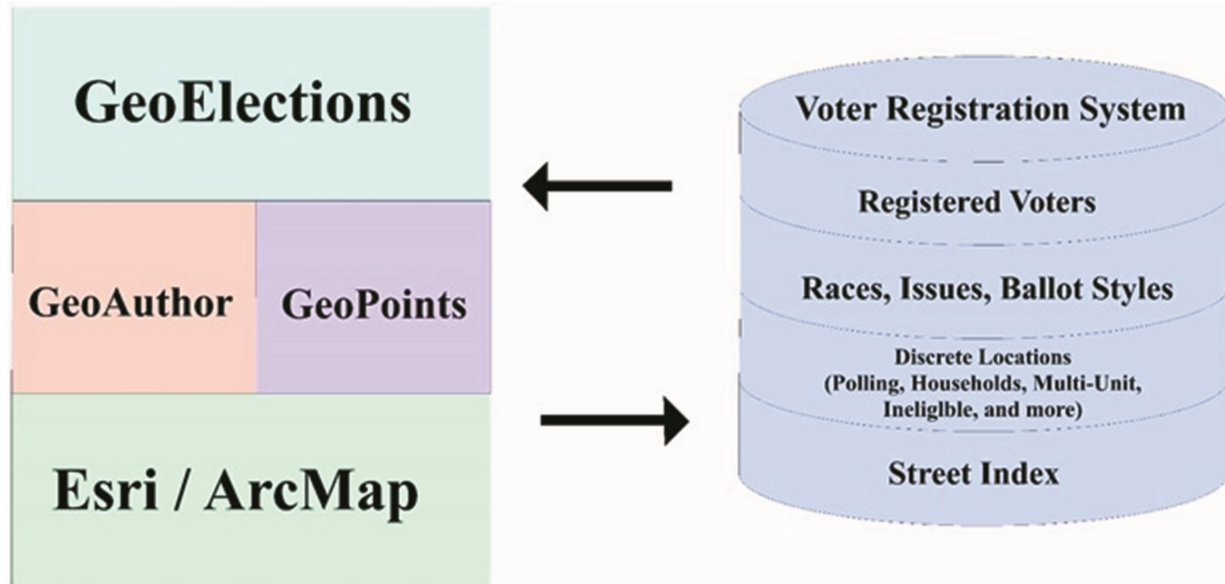 GeoElections
GeoAuthor
GeoPoints
Esri / ArcMap
Voter Registration System
Registered Voters
Races, Issues, Ballot Styles
Discrete Locations
(Polling, Households, Multi-Unit,
Ineliglble, and more)
Street Index